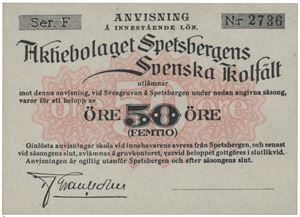 Ser. F
ANVISNING
Å INNESTÅENDE LÖN.
N:r 2736
Aktiebolaget Spetsbergens
Svenska Kolfält
utlämnar
mot denna anvisning, vid Sveagruvan å Spetsbergen under nedan angivna säsong,
varor för ett belopp av
ÖRE 50 ÖRE
(FEMTIO)
Ginlösta anvisningar skola vid innehavarens avresa från Spetsbergen, och senast
vid säsongens slut, avlämnas å gruvkontoret, varvid beloppet gottgöres i slutlikvid.
Anvisningen är ogiltig utanför Spetsbergen och efter säsongens slut.